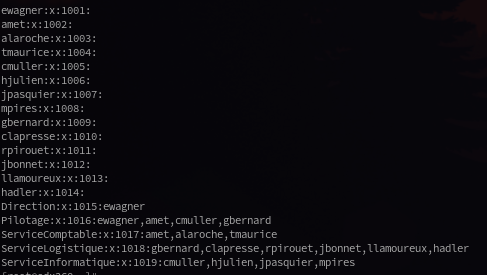 ewagner:x:1001:
amet:x:1002:
alaroche:x:1003:
tmaurice:x:1004:
cmuller:x:1005:
hjulien:x:1006:
jpasquier:x:1007:
mpires:x:1008:
gbernard:x:1009:
clapresse:x:1010:
rpirouet:x:1011:
jbonnet:x:1012:
llamoureux:x:1013:
hadler:x:1014:
Direction:x:1015:ewagner
Pilotage:x:1016:ewagner,amet,cmuller,gbernard
ServiceComptable:x:1017:amet,alaroche,tmaurice
ServiceLogistique:x:1018:gbernard,clapresse,rpirouet,jbonnet,llamoureux,hadler
ServiceInformatique:x:1019:cmuller,hjulien,jpasquier,mpires